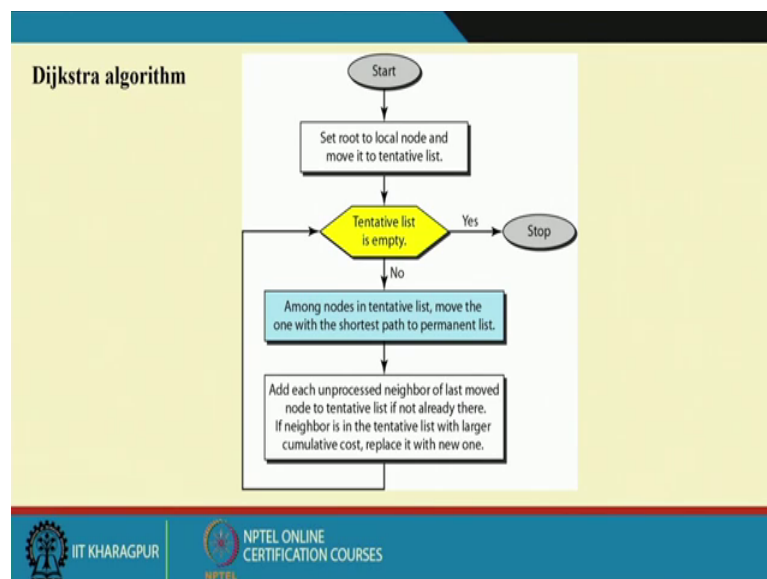 Dijkstra algorithm
Start
Set root to local node and
move it to tentative list.
Tentative list
is empty.
Yes
Stop
No
Among nodes in tentative list, move the
one with the shortest path to permanent list.
Add each unprocessed neighbor of last moved
node to tentative list if not already there.
If neighbor is in the tentative list with larger
cumulative cost, replace it with new one.
IIT KHARAGPUR
NPTEL ONLINE
CERTIFICATION COURSES
NPTEL